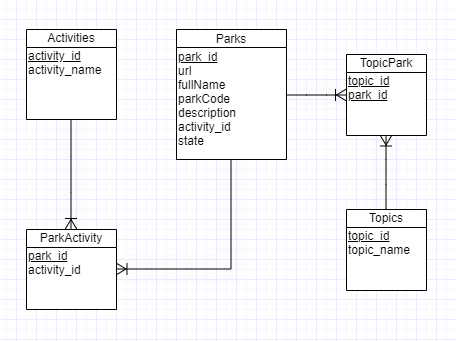 Activities
activity_id
activity_name
Parks
park_id
url
fullName
parkCode
description
activity_id
state
TopicPark
topic_id
park_id
ParkActivity
park_id
activity_id
Topics
topic_id
topic_name